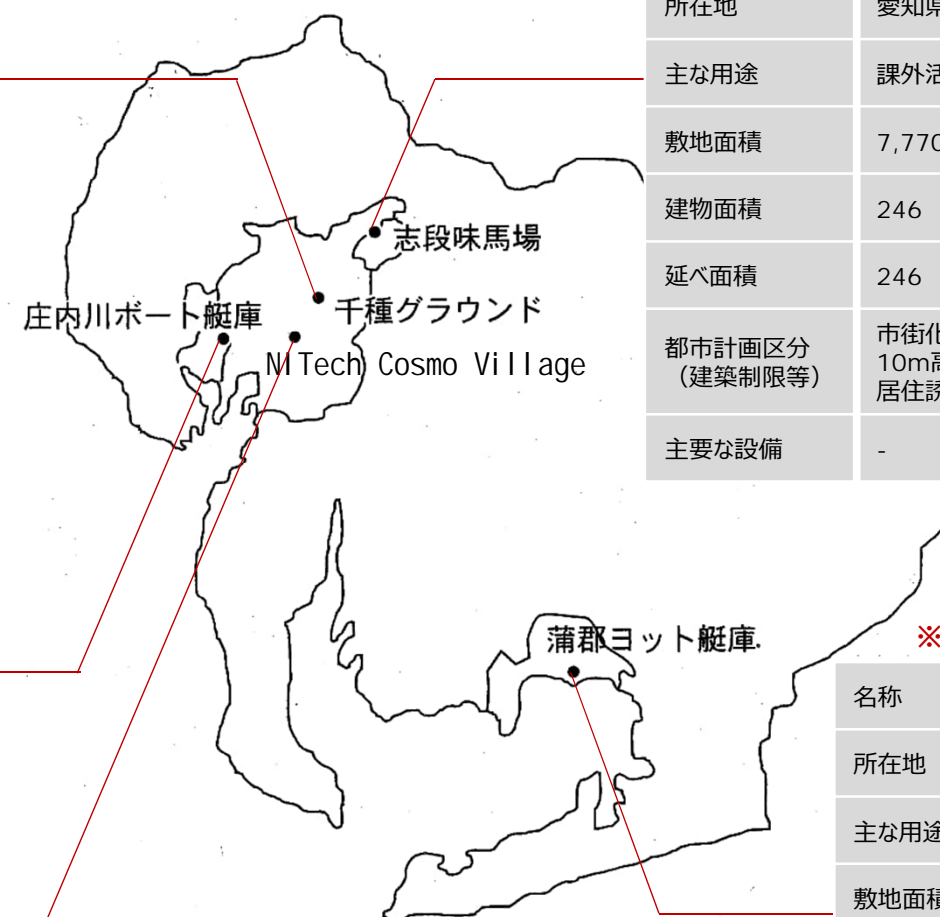 所在地 愛知県
主な用途 課外活
敷地面積 7,770
建物面積 246
延べ面積 246
都市計画区分
（建築制限等）
市街化
10m高
居住誘
主要な設備 -
志段味馬場
千種グラウンド
庄内川ボート艇庫
NITech Cosmo Village
蒲郡ヨット艇庫
※
名称
所在地
主な用途
敷地面積